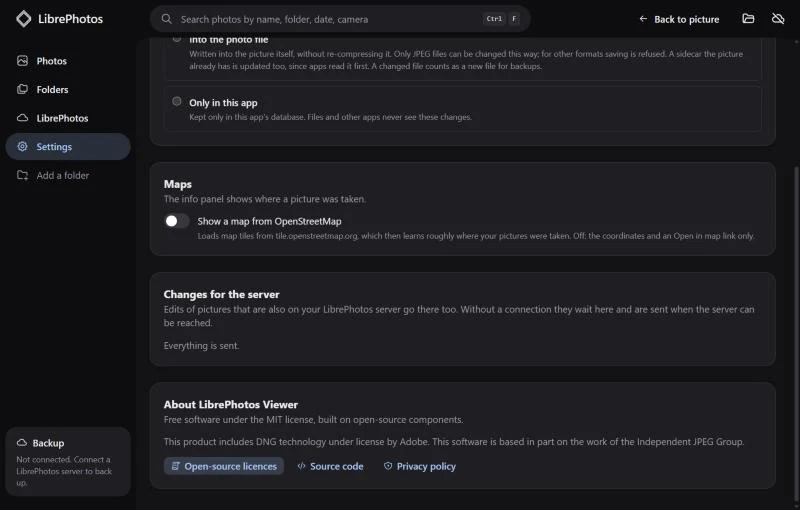 LibrePhotos
Search photos by name, folder, date, camera
Ctrl F
Back to picture
Photos
Folders
LibrePhotos
Settings
Add a folder
Into the photo file
Written into the picture itself, without re-compressing it. Only JPEG files can be changed this way; for other formats saving is refused. A sidecar the picture
already has is updated too, since apps read it first. A changed file counts as a new file for backups.
Only in this app
Kept only in this app's database. Files and other apps never see these changes.
Maps
The info panel shows where a picture was taken.
Show a map from OpenStreetMap
Loads map tiles from tile.openstreetmap.org, which then learns roughly where your pictures were taken. Off: the coordinates and an Open in map link only.
Changes for the server
Edits of pictures that are also on your LibrePhotos server go there too. Without a connection they wait here and are sent when the server can
be reached.
Everything is sent.
About LibrePhotos Viewer
Free software under the MIT license, built on open-source components.
This product includes DNG technology under license by Adobe. This software is based in part on the work of the Independent JPEG Group.
Open-source licences
Source code
Privacy policy
Backup
Not connected. Connect a
LibrePhotos server to back
up.